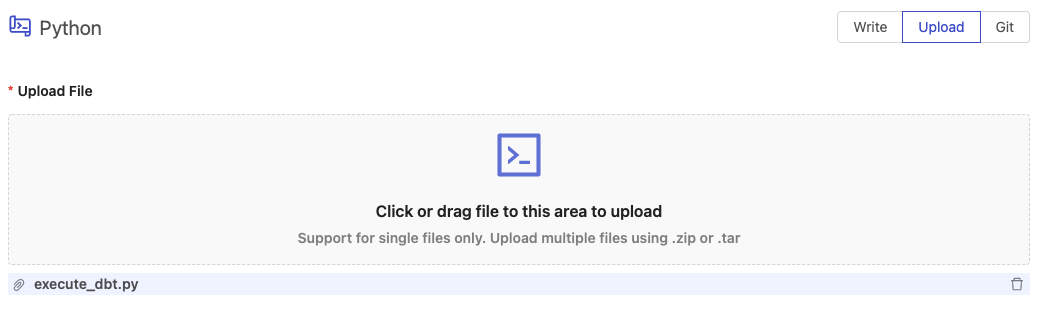 Python
Write Upload Git
* Upload File
Click or drag file to this area to upload
Support for single files only. Upload multiple files using .zip or .tar
execute_dbt.py